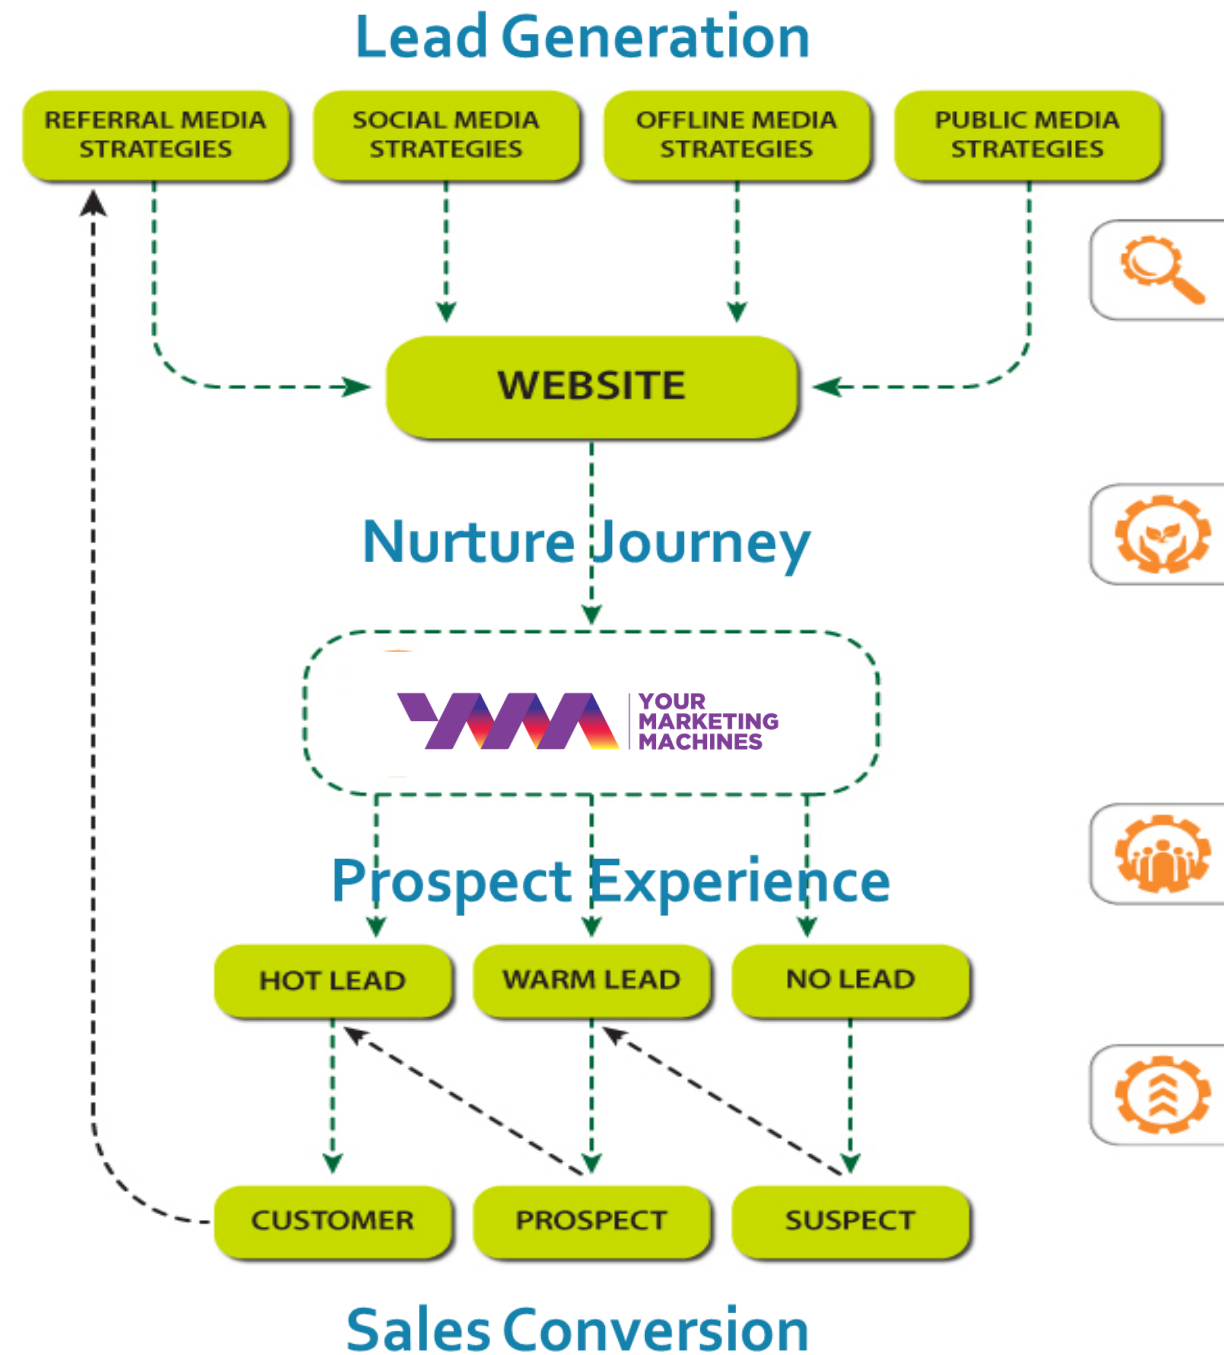 Lead Generation
REFERRAL MEDIA
STRATEGIES
SOCIAL MEDIA
STRATEGIES
OFFLINE MEDIA
STRATEGIES
PUBLIC MEDIA
STRATEGIES
WEBSITE
Nurture Journey
YMM
YOUR
MARKETING
MACHINES
Prospect Experience
HOT LEAD
WARM LEAD
NO LEAD
CUSTOMER
PROSPECT
SUSPECT
Sales Conversion